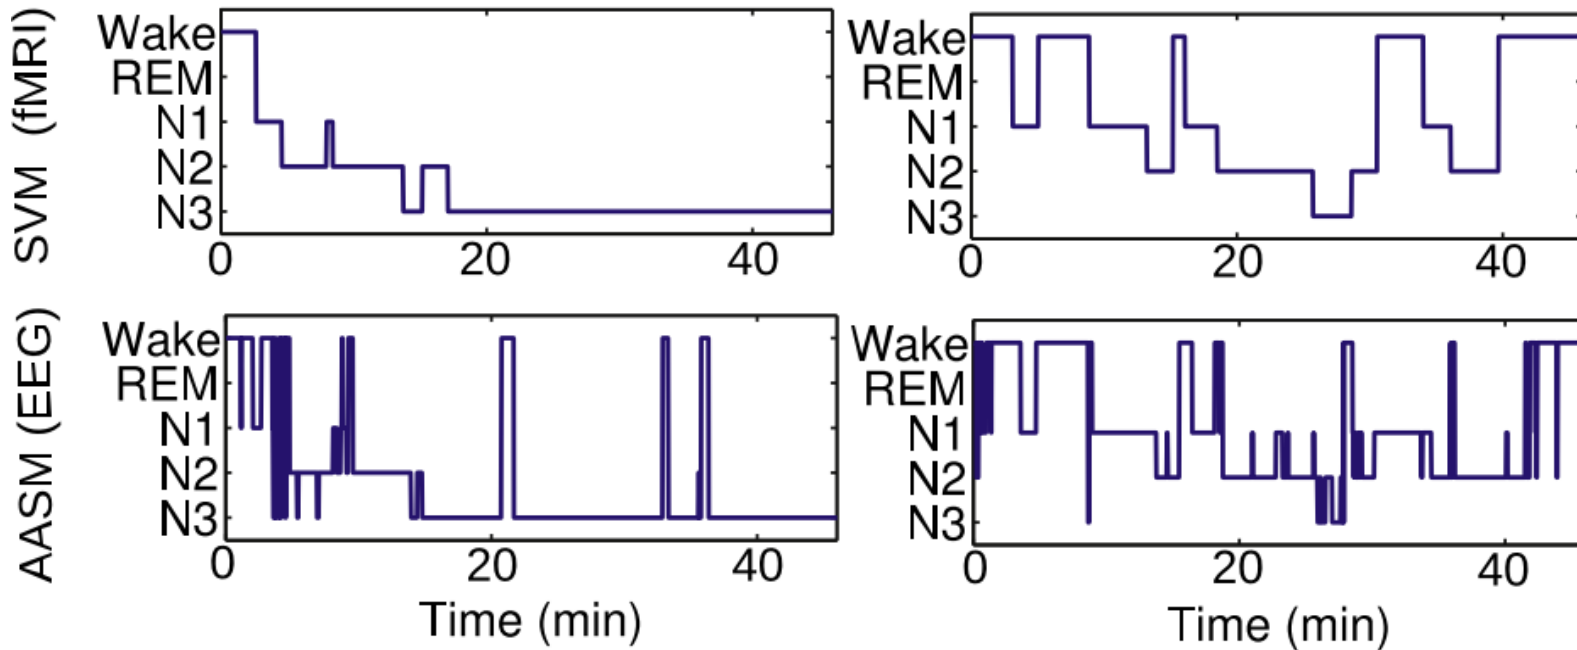 SVM (fMRI)
Wake
REM
N1
N2
N3
0 20 40
Wake
REM
N1
N2
N3
0 20 40
AASM (EEG)
Wake
REM
N1
N2
N3
0 20 40
Time (min)
Wake
REM
N1
N2
N3
0 20 40
Time (min)